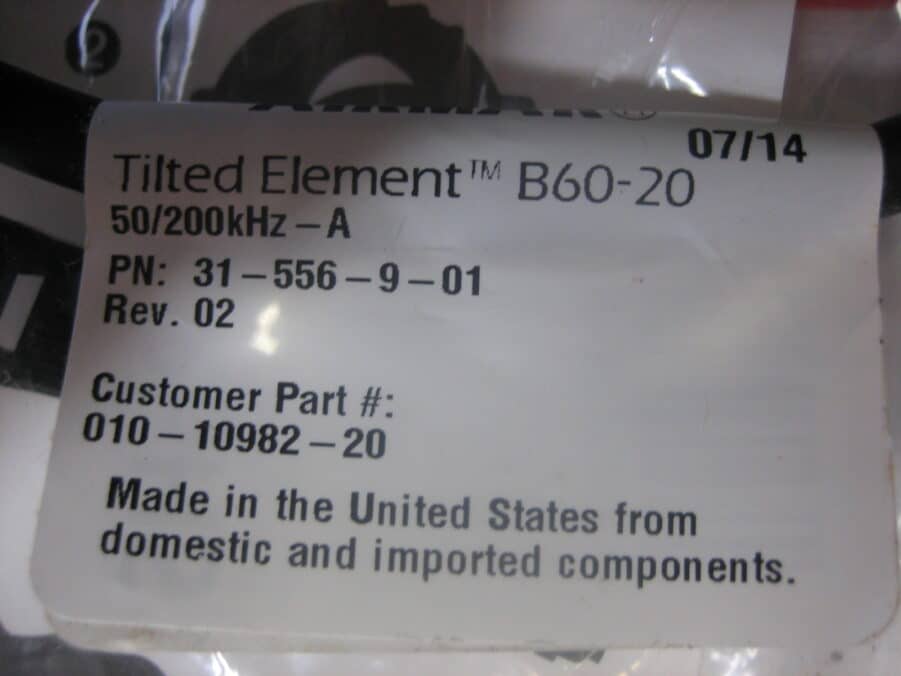 2
07/14
Tilted Element™ B60-20
50/200kHz – A
PN: 31 – 556 – 9 – 01
Rev. 02
Customer Part #:
010 – 10982 – 20
Made in the United States from
domestic and imported components.